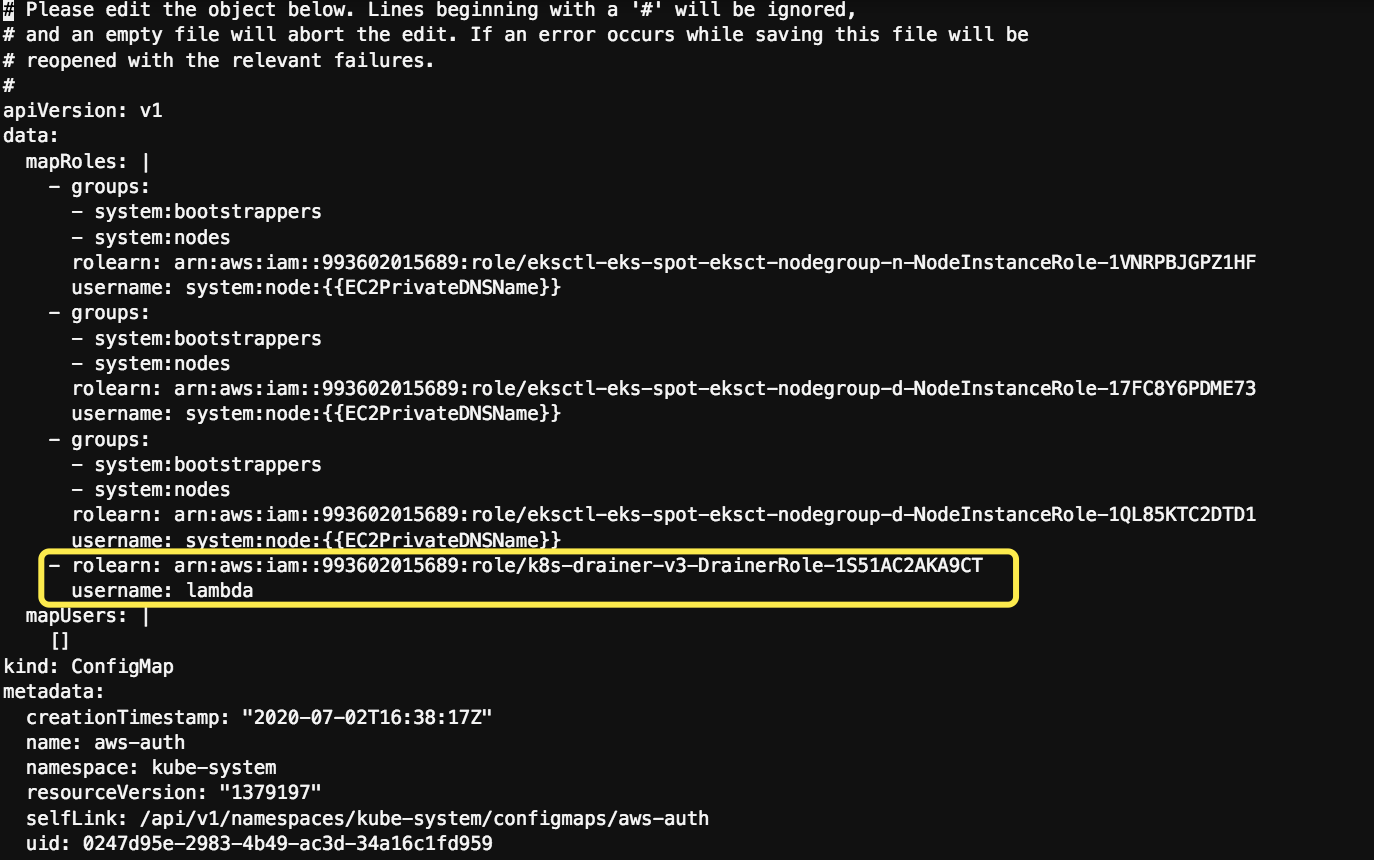 # Please edit the object below. Lines beginning with a '#' will be ignored,
# and an empty file will abort the edit. If an error occurs while saving this file will be
# reopened with the relevant failures.
#
apiVersion: v1
data:
  mapRoles: |
    - groups:
      - system:bootstrappers
      - system:nodes
      rolearn: arn:aws:iam::993602015689:role/eksctl-eks-spot-eksct-nodegroup-n-NodeInstanceRole-1VNRPBJGPZ1HF
      username: system:node:{{EC2PrivateDNSName}}
    - groups:
      - system:bootstrappers
      - system:nodes
      rolearn: arn:aws:iam::993602015689:role/eksctl-eks-spot-eksct-nodegroup-d-NodeInstanceRole-17FC8Y6PDME73
      username: system:node:{{EC2PrivateDNSName}}
    - groups:
      - system:bootstrappers
      - system:nodes
      rolearn: arn:aws:iam::993602015689:role/eksctl-eks-spot-eksct-nodegroup-d-NodeInstanceRole-1QL85KTC2DTD1
      username: system:node:{{EC2PrivateDNSName}}
    - rolearn: arn:aws:iam::993602015689:role/k8s-drainer-v3-DrainerRole-1S51AC2AKA9CT
      username: lambda
  mapUsers: |
    []
kind: ConfigMap
metadata:
  creationTimestamp: "2020-07-02T16:38:17Z"
  name: aws-auth
  namespace: kube-system
  resourceVersion: "1379197"
  selfLink: /api/v1/namespaces/kube-system/configmaps/aws-auth
  uid: 0247d95e-2983-4b49-ac3d-34a16c1fd959